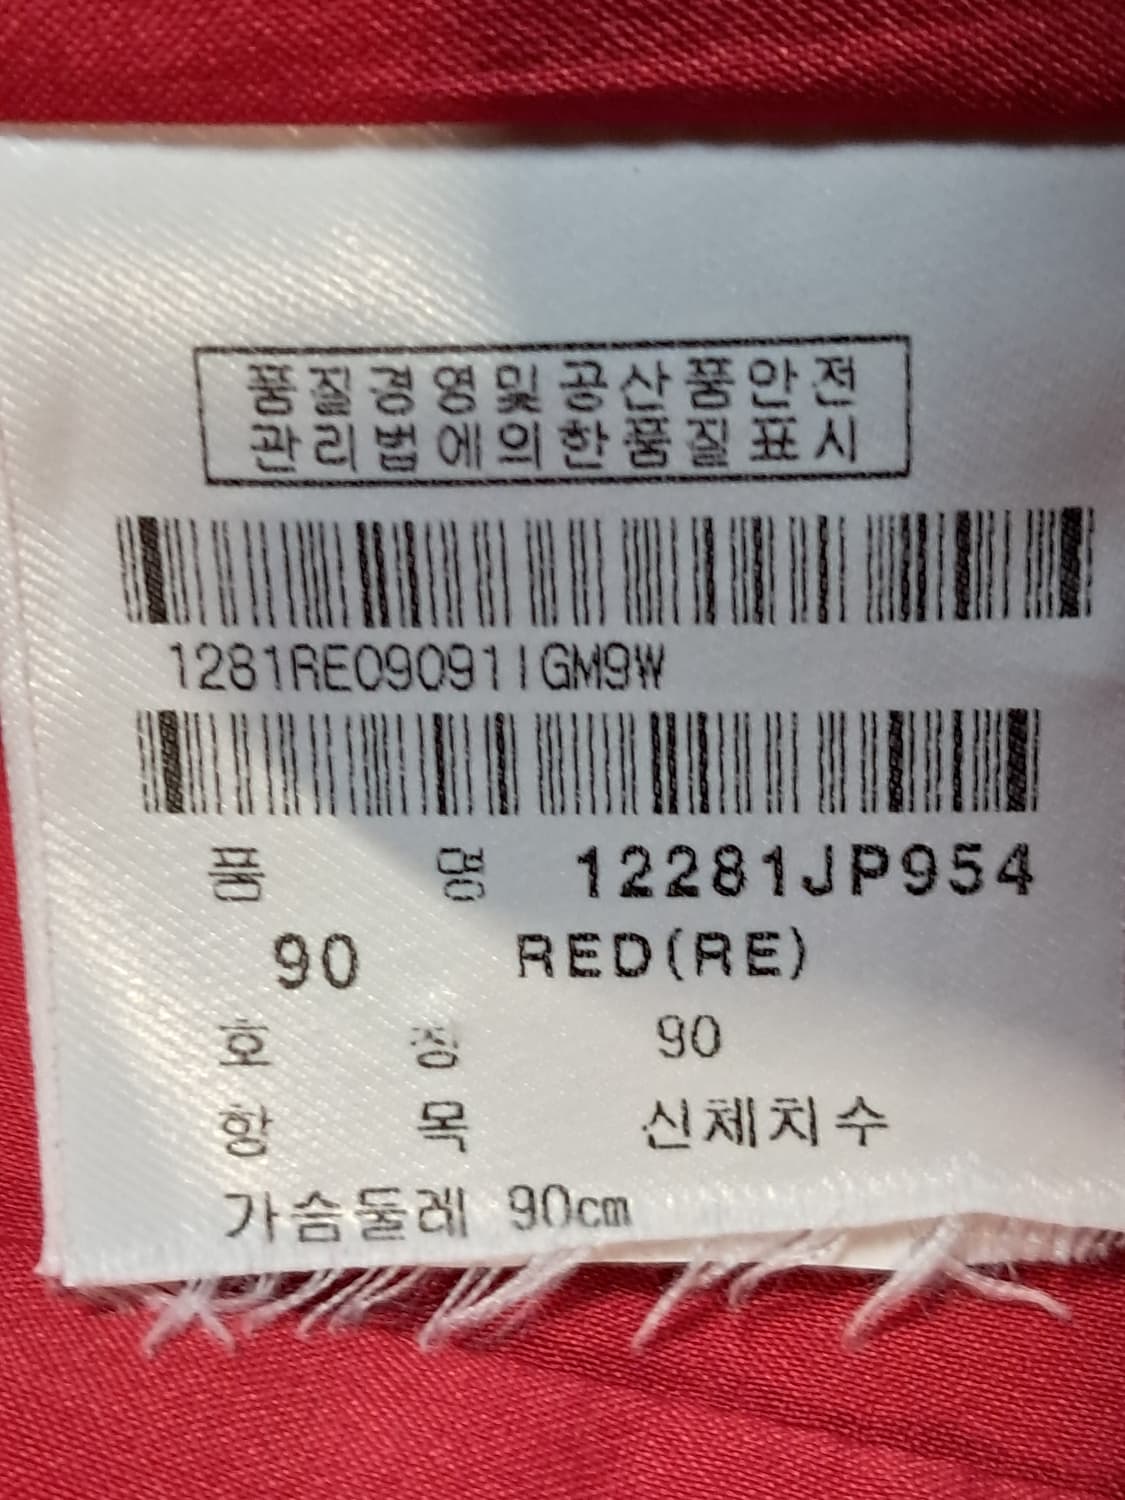 품질경영및공산품안전
관리법에의한품질표시
1281RE09091IGM9W
품 명 12281JP954
90 RED(RE)
호 칭 90
항 목 신체치수
가슴둘레 90cm